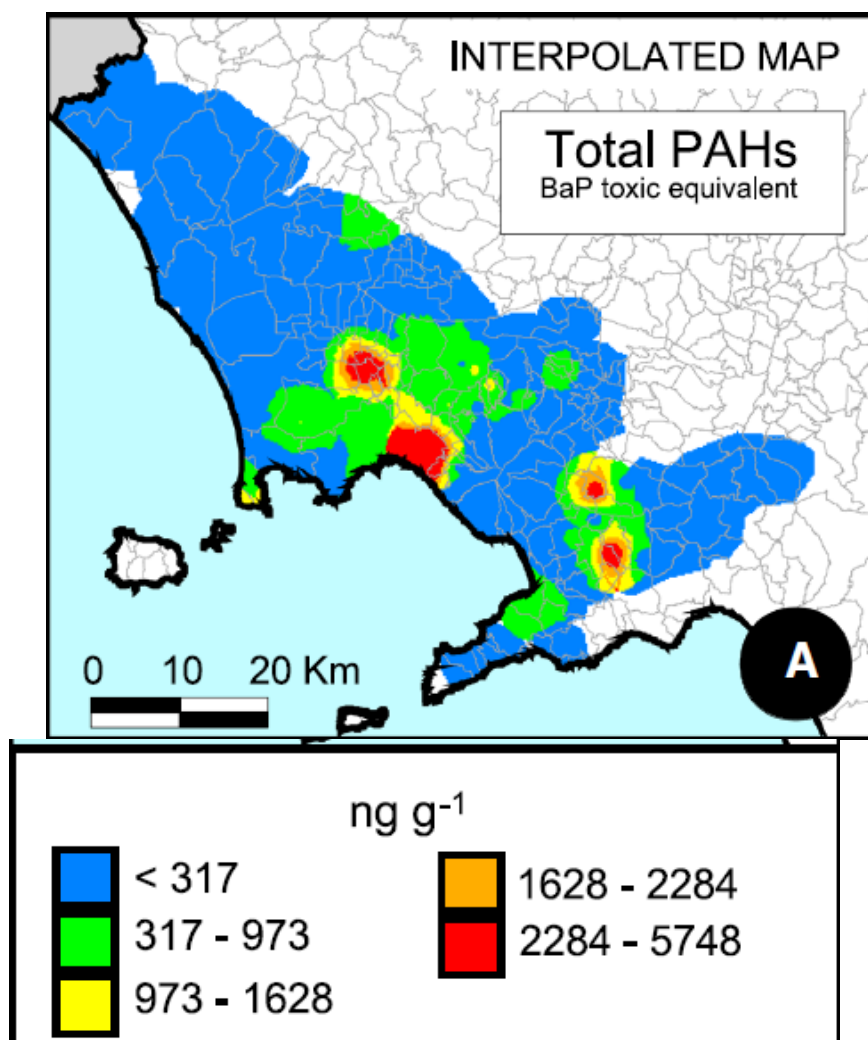 INTERPOLATED MAP
Total PAHs
BaP toxic equivalent
0 10 20 Km
A
ng g-1
< 317
317 - 973
973 - 1628
1628 - 2284
2284 - 5748